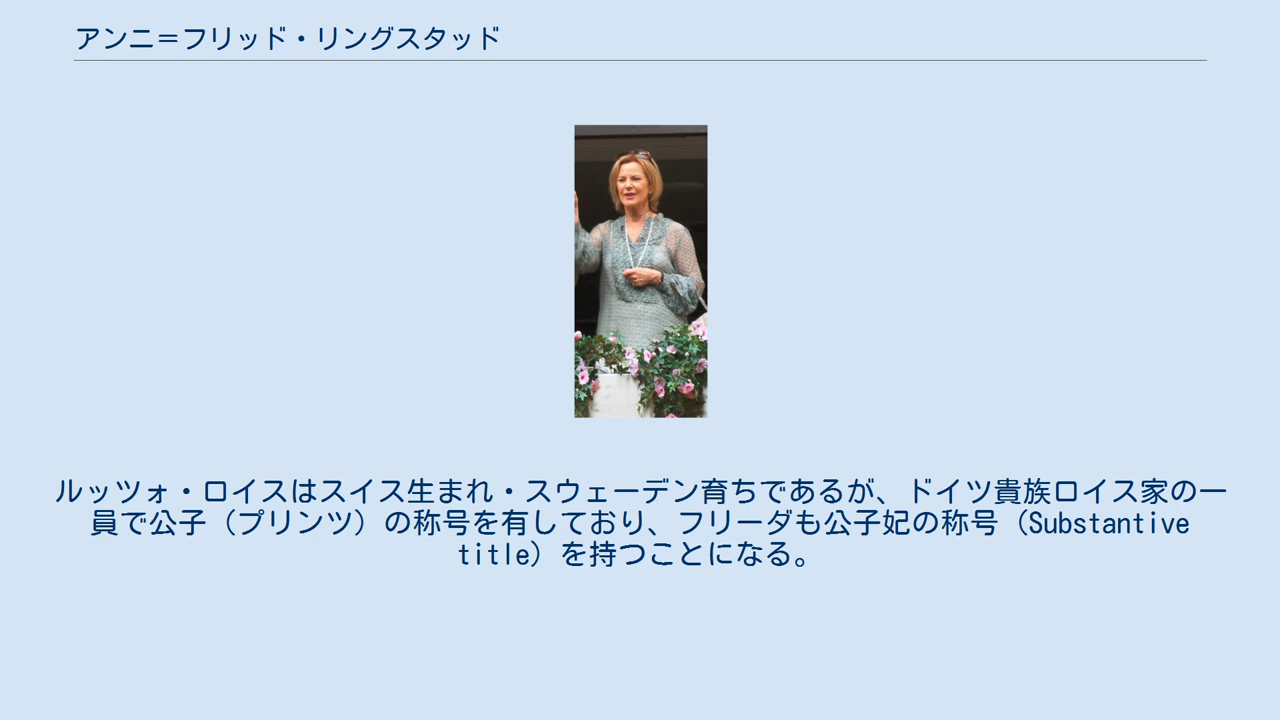 アンニ＝フリッド・リングスタッド
ルッツォ・ロイスはスイス生まれ・スウェーデン育ちであるが、ドイツ貴族ロイス家の一
員で公子（プリンツ）の称号を有しており、フリーダも公子妃の称号（Substantive
title）を持つことになる。